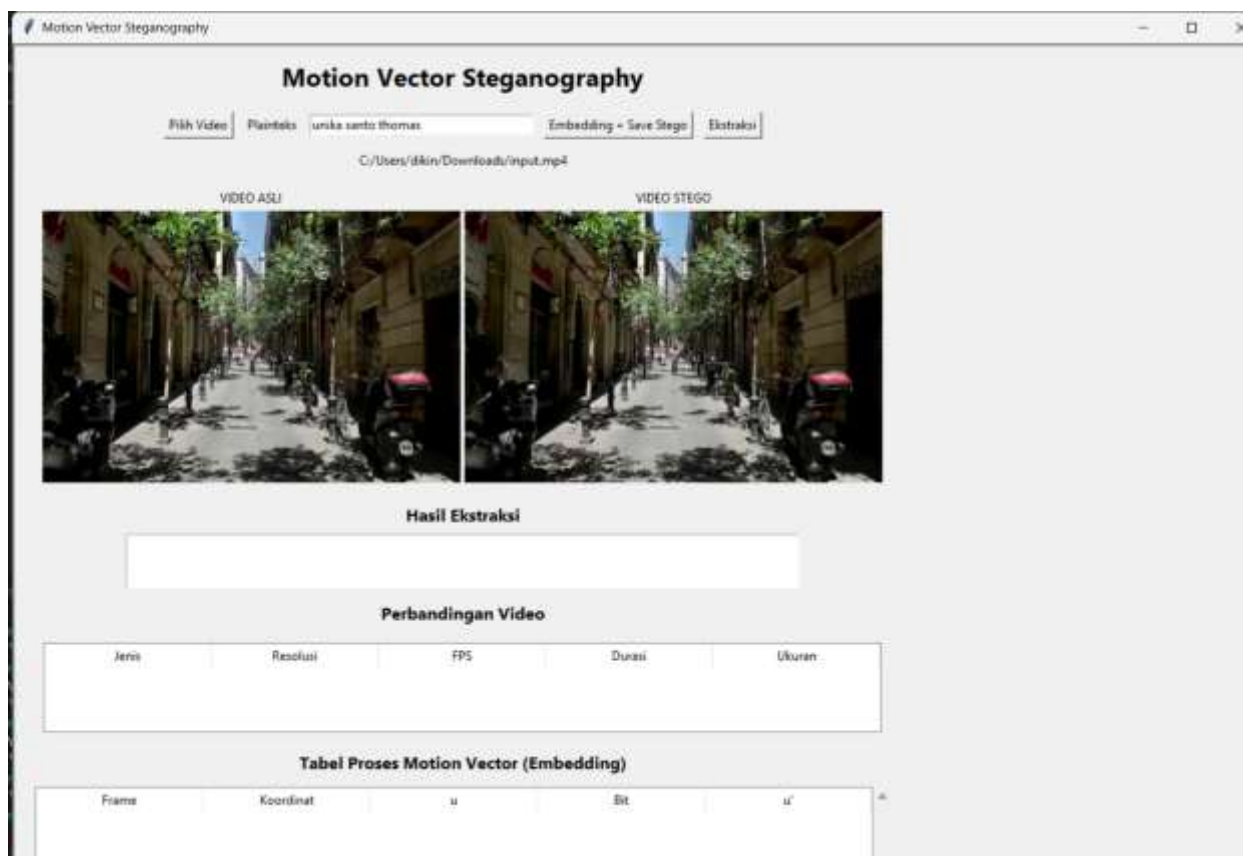 Motion Vector Steganography
Motion Vector Steganography
Pilih Video Plainteks unika santo thomas Embedding + Save Stego Ekstraksi
C:/Users/dikin/Downloads/input.mp4
VIDEO ASLI VIDEO STEGO
Hasil Ekstraksi
Perbandingan Video
Jenis Resolusi FPS Durasi Ukuran
Tabel Proses Motion Vector (Embedding)
Frame Koordinat u Bit u'